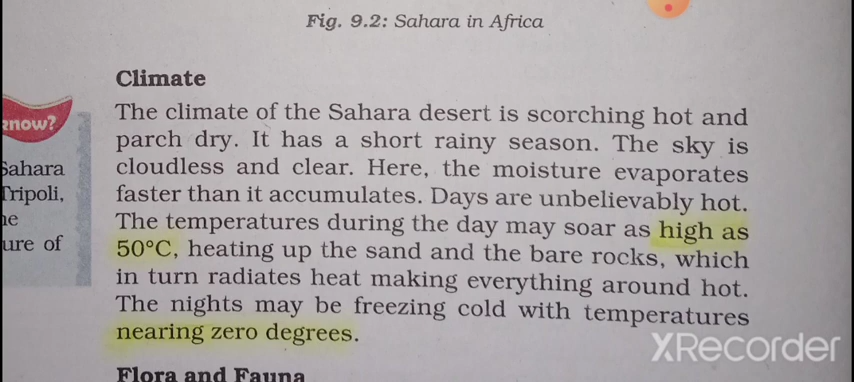 Fig. 9.2: Sahara in Africa
Climate
The climate of the Sahara desert is scorching hot and
parch dry. It has a short rainy season. The sky is
cloudless and clear. Here, the moisture evaporates
faster than it accumulates. Days are unbelievably hot.
The temperatures during the day may soar as high as
50°C, heating up the sand and the bare rocks, which
in turn radiates heat making everything around hot.
The nights may be freezing cold with temperatures
nearing zero degrees.
Flora and Fauna
know?
Sahara
Tripoli,
ure of
XRecorder